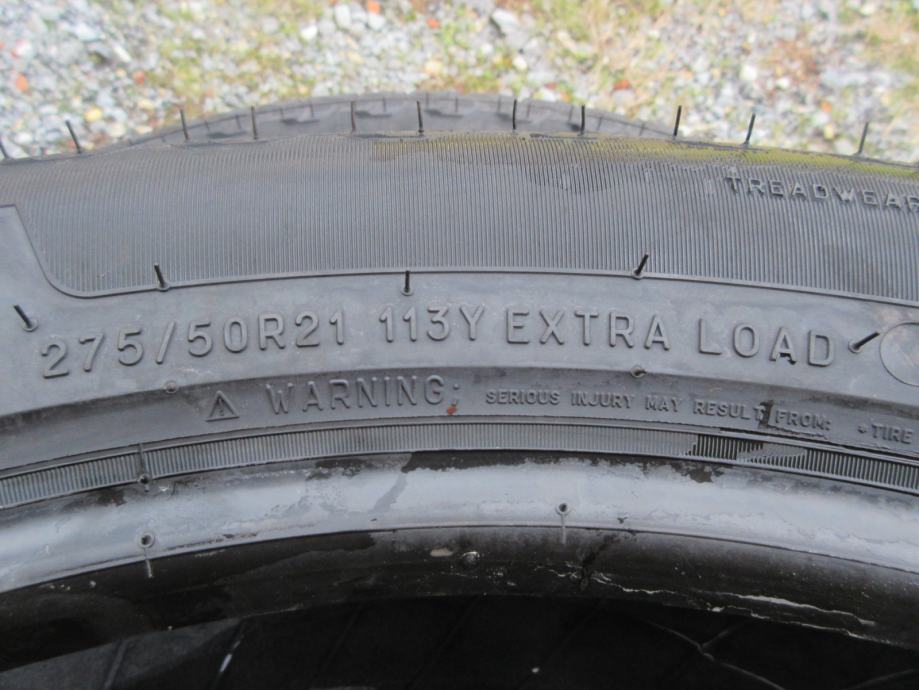 TREADWEAR
275/50R21 113Y EXTRA LOAD
⚠ WARNING: SERIOUS INJURY MAY RESULT FROM: •TIRE